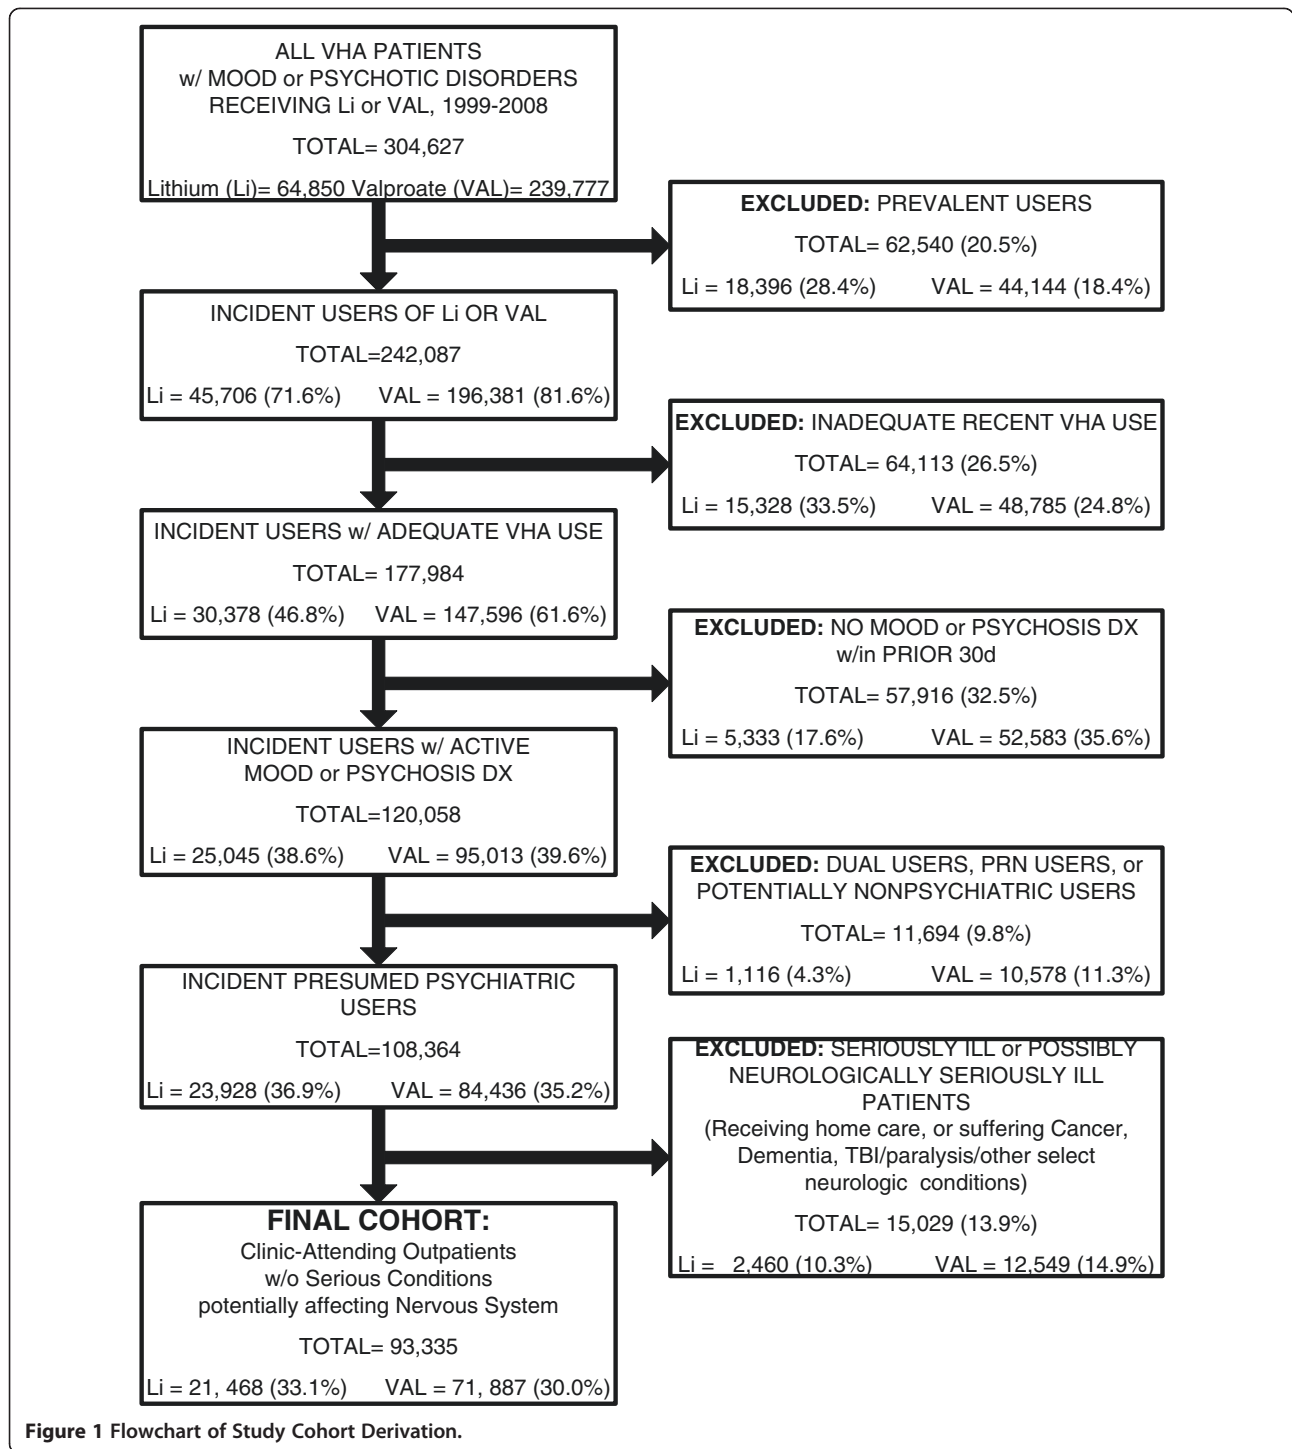 ALL VHA PATIENTS
w/ MOOD or PSYCHOTIC DISORDERS
RECEIVING Li or VAL, 1999-2008
TOTAL= 304,627
Lithium (Li)= 64,850 Valproate (VAL)= 239,777
EXCLUDED: PREVALENT USERS
TOTAL= 62,540 (20.5%)
Li = 18,396 (28.4%) VAL = 44,144 (18.4%)
INCIDENT USERS OF Li OR VAL
TOTAL=242,087
Li = 45,706 (71.6%) VAL = 196,381 (81.6%)
EXCLUDED: INADEQUATE RECENT VHA USE
TOTAL= 64,113 (26.5%)
Li = 15,328 (33.5%) VAL = 48,785 (24.8%)
INCIDENT USERS w/ ADEQUATE VHA USE
TOTAL= 177,984
Li = 30,378 (46.8%) VAL = 147,596 (61.6%)
EXCLUDED: NO MOOD or PSYCHOSIS DX
w/in PRIOR 30d
TOTAL= 57,916 (32.5%)
Li = 5,333 (17.6%) VAL = 52,583 (35.6%)
INCIDENT USERS w/ ACTIVE
MOOD or PSYCHOSIS DX
TOTAL=120,058
Li = 25,045 (38.6%) VAL = 95,013 (39.6%)
EXCLUDED: DUAL USERS, PRN USERS, or
POTENTIALLY NONPSYCHIATRIC USERS
TOTAL= 11,694 (9.8%)
Li = 1,116 (4.3%) VAL = 10,578 (11.3%)
INCIDENT PRESUMED PSYCHIATRIC
USERS
TOTAL=108,364
Li = 23,928 (36.9%) VAL = 84,436 (35.2%)
EXCLUDED: SERIOUSLY ILL or POSSIBLY
NEUROLOGICALLY SERIOUSLY ILL
PATIENTS
(Receiving home care, or suffering Cancer,
Dementia, TBI/paralysis/other select
neurologic conditions)
TOTAL= 15,029 (13.9%)
Li = 2,460 (10.3%) VAL = 12,549 (14.9%)
FINAL COHORT:
Clinic-Attending Outpatients
w/o Serious Conditions
potentially affecting Nervous System
TOTAL= 93,335
Li = 21, 468 (33.1%) VAL = 71, 887 (30.0%)
Figure 1 Flowchart of Study Cohort Derivation.